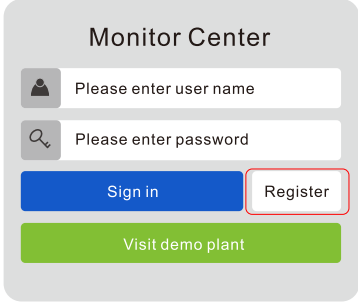 Monitor Center
Please enter user name
Please enter password
Sign in
Register
Visit demo plant